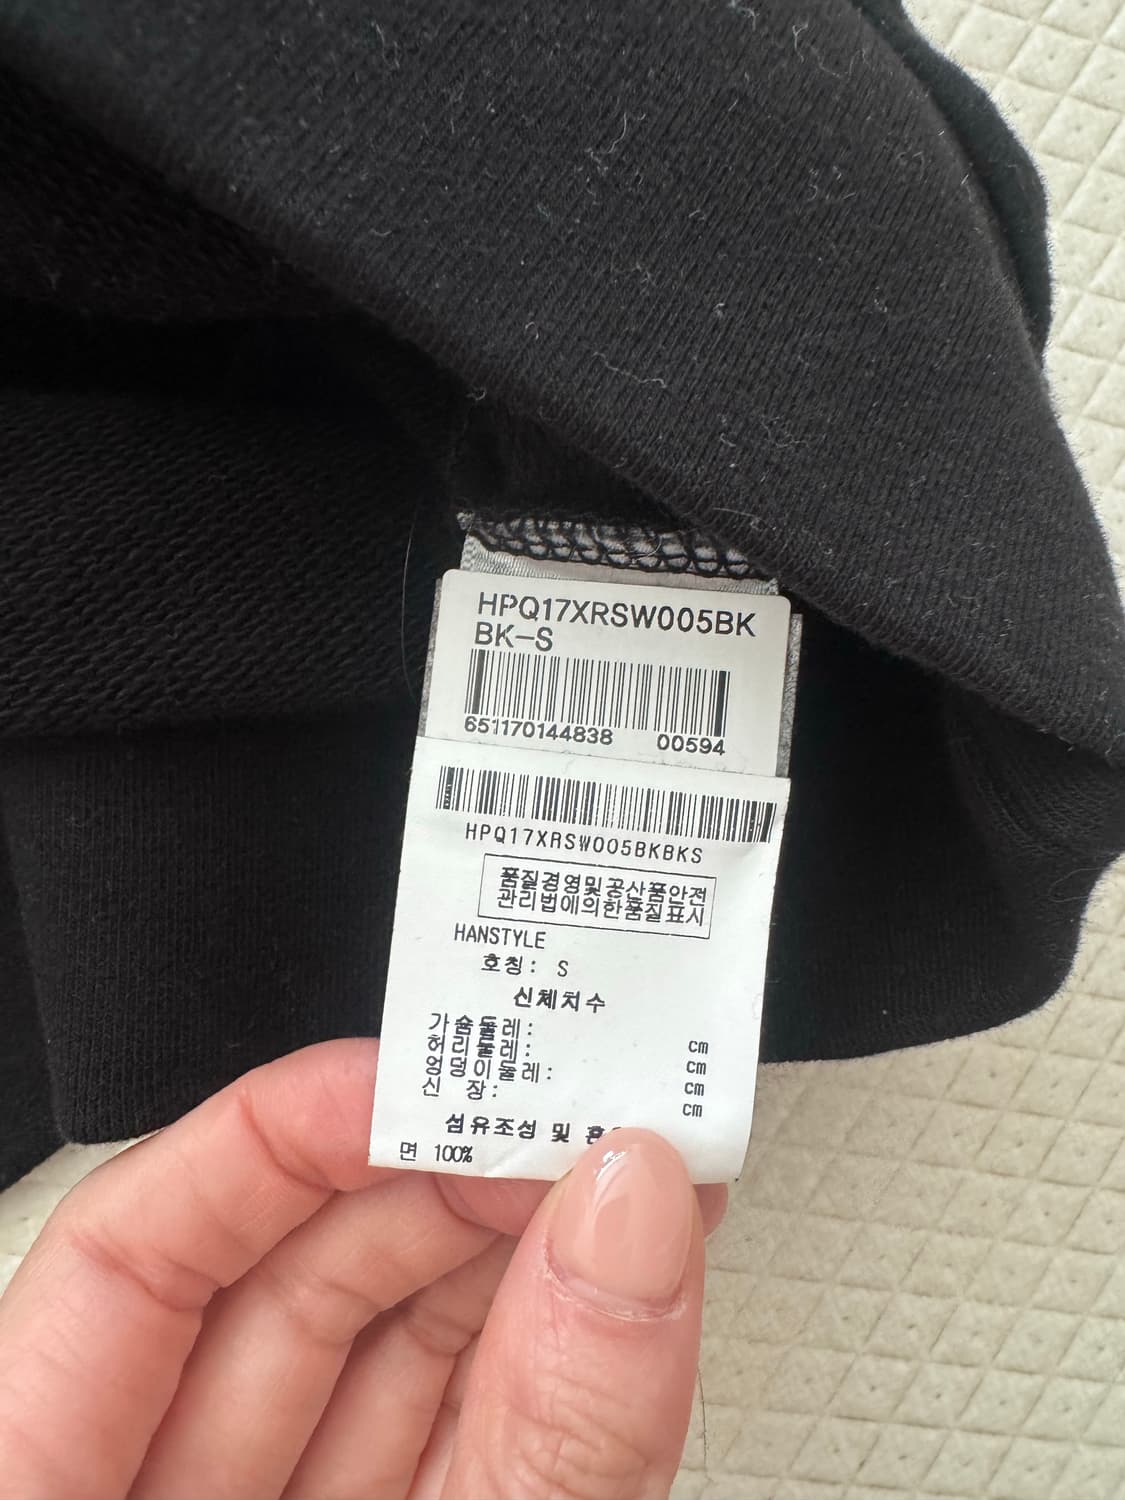 HPQ17XRSW005BK
BK-S
651170144838 00594
HPQ17XRSW005BKBKS
품질경영및공산품안전
관리법에의한품질표시
HANSTYLE
호칭: S
신체치수
가슴둘레: cm
허리둘레: cm
엉덩이둘레: cm
신 장: cm
섬유조성 및
면 100%